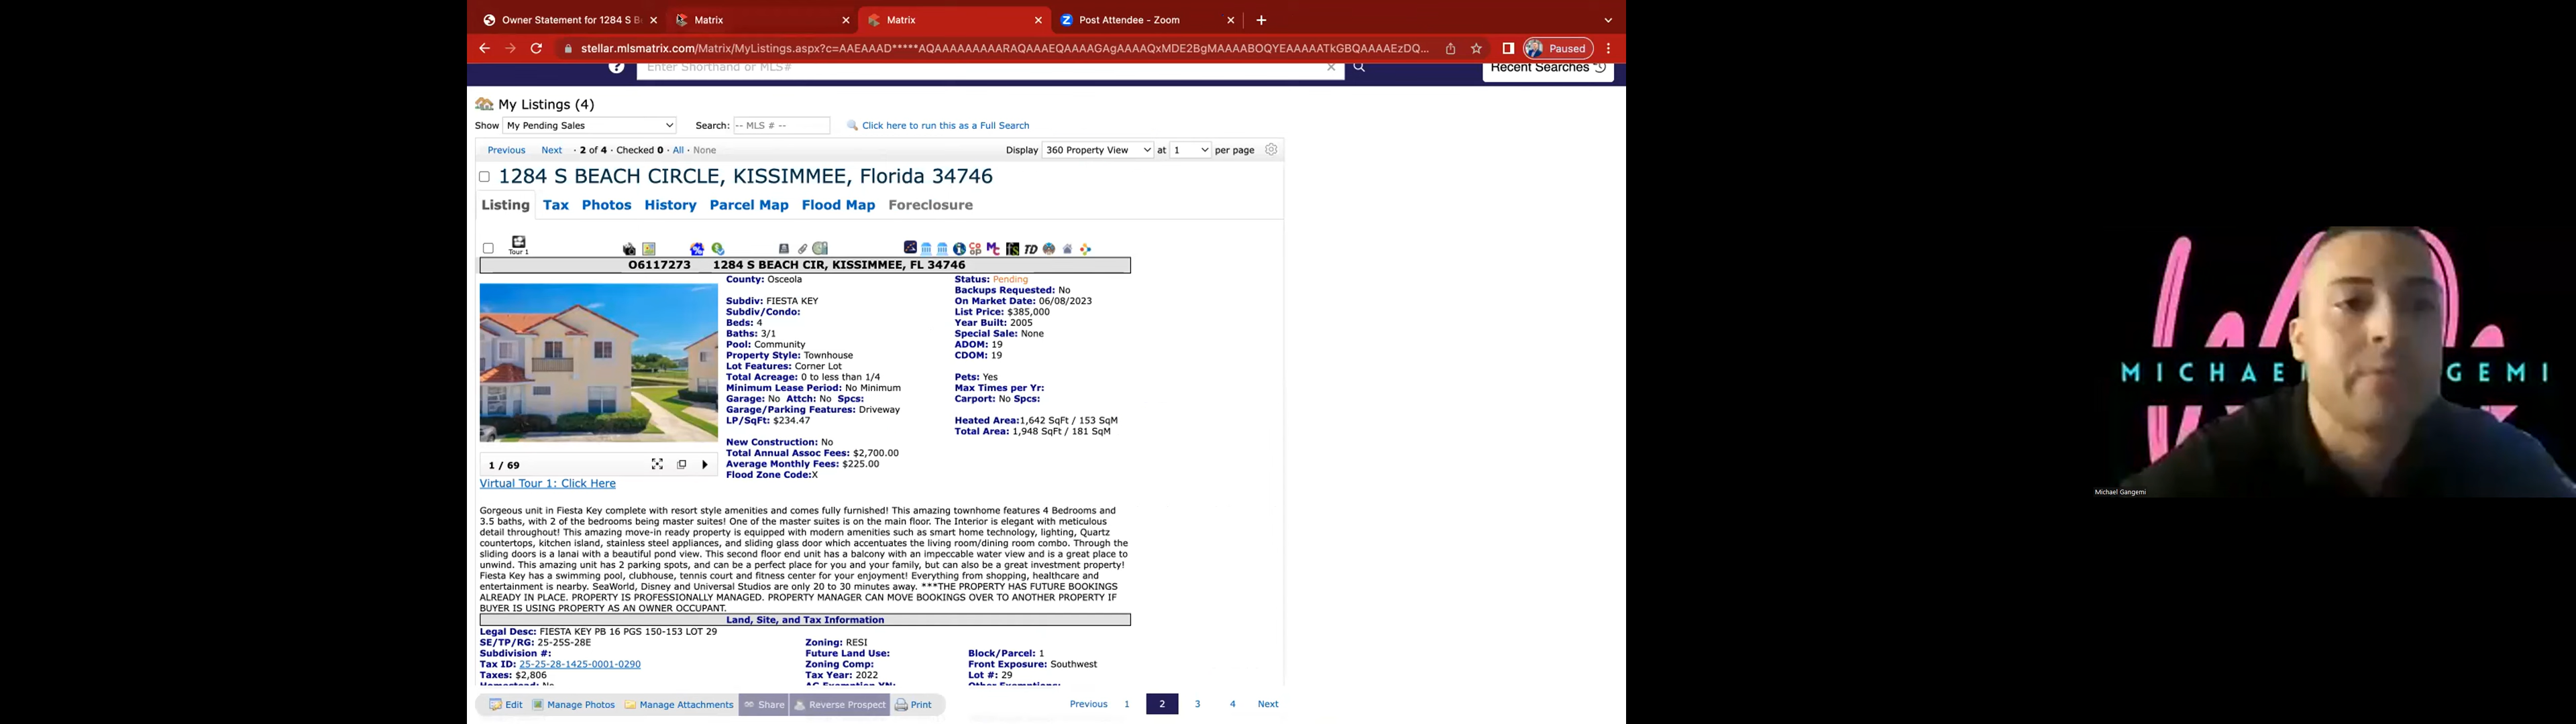 Owner Statement for 1284 S B
Matrix
Matrix
Post Attendee - Zoom
stellar.mlsmatrix.com/Matrix/MyListings.aspx?c=AAEAAAD*****AQAAAAAAAAARAQAAAEQAAAAGAgAAAAQxMDE2BgMAAAABOQYEAAAAATkGBQAAAAEzDQ...
Paused
Enter Shorthand or MLS#
Recent Searches
My Listings (4)
Show My Pending Sales Search: -- MLS # -- Click here to run this as a Full Search
Previous Next · 2 of 4 · Checked 0 · All · None Display 360 Property View at 1 per page
1284 S BEACH CIRCLE, KISSIMMEE, Florida 34746
Listing Tax Photos History Parcel Map Flood Map Foreclosure
Tour 1
O6117273 1284 S BEACH CIR, KISSIMMEE, FL 34746
County: Osceola
Subdiv: FIESTA KEY
Subdiv/Condo:
Beds: 4
Baths: 3/1
Pool: Community
Property Style: Townhouse
Lot Features: Corner Lot
Total Acreage: 0 to less than 1/4
Minimum Lease Period: No Minimum
Garage: No Attch: No Spcs:
Garage/Parking Features: Driveway
LP/SqFt: $234.47
New Construction: No
Total Annual Assoc Fees: $2,700.00
Average Monthly Fees: $225.00
Flood Zone Code:X
Status: Pending
Backups Requested: No
On Market Date: 06/08/2023
List Price: $385,000
Year Built: 2005
Special Sale: None
ADOM: 19
CDOM: 19
Pets: Yes
Max Times per Yr:
Carport: No Spcs:
Heated Area:1,642 SqFt / 153 SqM
Total Area: 1,948 SqFt / 181 SqM
1 / 69
Virtual Tour 1: Click Here
Gorgeous unit in Fiesta Key complete with resort style amenities and comes fully furnished! This amazing townhome features 4 Bedrooms and
3.5 baths, with 2 of the bedrooms being master suites! One of the master suites is on the main floor. The Interior is elegant with meticulous
detail throughout! This amazing move-in ready property is equipped with modern amenities such as smart home technology, lighting, Quartz
countertops, kitchen island, stainless steel appliances, and sliding glass door which accentuates the living room/dining room combo. Through the
sliding doors is a lanai with a beautiful pond view. This second floor end unit has a balcony with an impeccable water view and is a great place to
unwind. This amazing unit has 2 parking spots, and can be a perfect place for you and your family, but can also be a great investment property!
Fiesta Key has a swimming pool, clubhouse, tennis court and fitness center for your enjoyment! Everything from shopping, healthcare and
entertainment is nearby. SeaWorld, Disney and Universal Studios are only 20 to 30 minutes away. ***THE PROPERTY HAS FUTURE BOOKINGS
ALREADY IN PLACE. PROPERTY IS PROFESSIONALLY MANAGED. PROPERTY MANAGER CAN MOVE BOOKINGS OVER TO ANOTHER PROPERTY IF
BUYER IS USING PROPERTY AS AN OWNER OCCUPANT.
Land, Site, and Tax Information
Legal Desc: FIESTA KEY PB 16 PGS 150-153 LOT 29
SE/TP/RG: 25-25S-28E
Subdivision #:
Tax ID: 25-25-28-1425-0001-0290
Taxes: $2,806
Homestead: No
Zoning: RESI
Future Land Use:
Zoning Comp:
Tax Year: 2022
Block/Parcel: 1
Front Exposure: Southwest
Lot #: 29
Other Exemptions:
Edit Manage Photos Manage Attachments Share Reverse Prospect Print
Previous 1 2 3 4 Next
MICHAE GEMI
Michael Gangemi